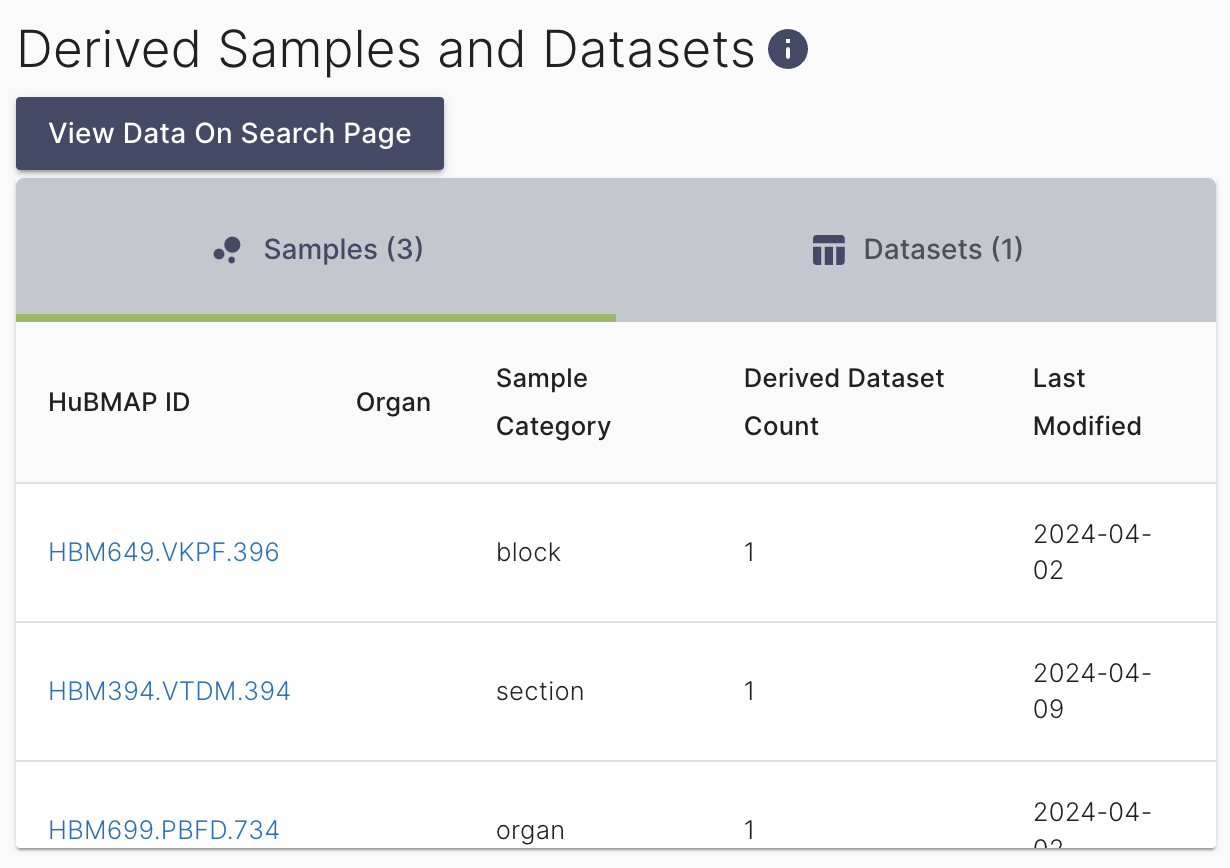 Derived Samples and Datasets
View Data On Search Page
Samples (3)
Datasets (1)
HuBMAP ID
Organ
Sample
Category
Derived Dataset
Count
Last
Modified
HBM649.VKPF.396
block
1
2024-04-
02
HBM394.VTDM.394
section
1
2024-04-
09
HBM699.PBFD.734
organ
1
2024-04-